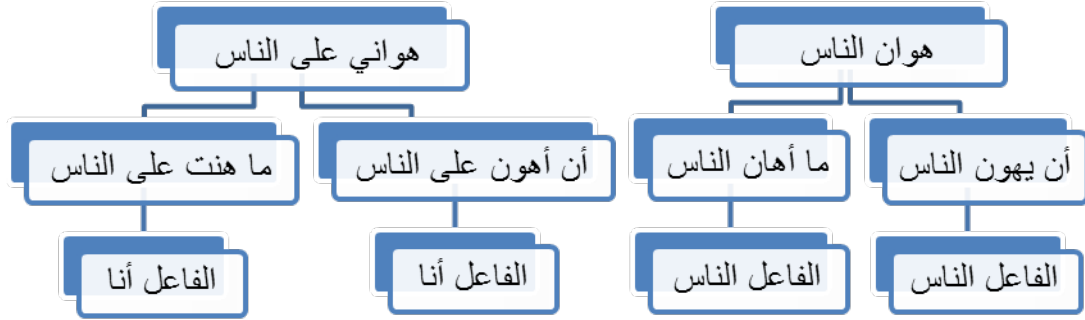 هوان الناس
أن يهون الناس
ما أهان الناس
الفاعل الناس
الفاعل الناس
هواني على الناس
أن أهون على الناس
ما هنت على الناس
الفاعل أنا
الفاعل أنا